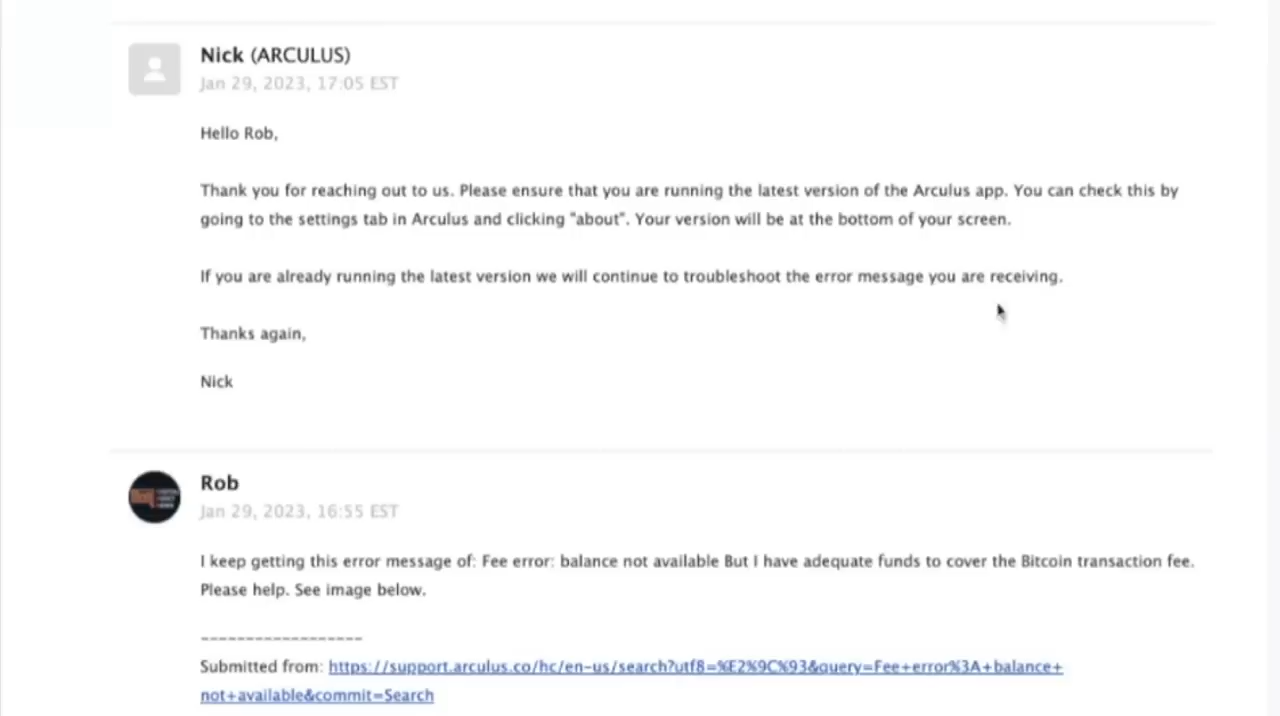 Nick (ARCULUS)
Jan 29, 2023, 17:05 EST
Hello Rob,
Thank you for reaching out to us. Please ensure that you are running the latest version of the Arculus app. You can check this by
going to the settings tab in Arculus and clicking "about". Your version will be at the bottom of your screen.
If you are already running the latest version we will continue to troubleshoot the error message you are receiving.
Thanks again,
Nick
Rob
Jan 29, 2023, 16:55 EST
I keep getting this error message of: Fee error: balance not available But I have adequate funds to cover the Bitcoin transaction fee.
Please help. See image below.
------------------
Submitted from: https://support.arculus.co/hc/en-us/search?utf8=%E2%9C%93&query=Fee+error%3A+balance+
not+available&commit=Search